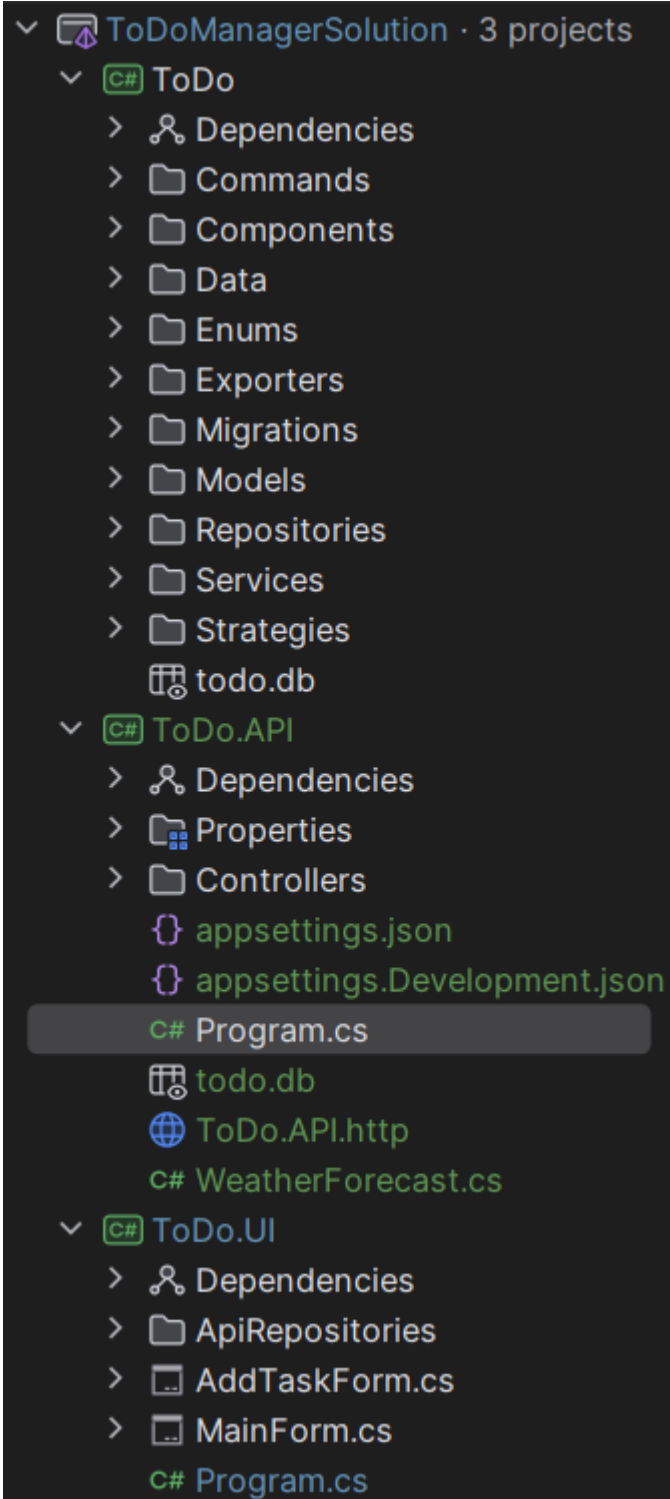 ToDoManagerSolution · 3 projects
C# ToDo
Dependencies
Commands
Components
Data
Enums
Exporters
Migrations
Models
Repositories
Services
Strategies
todo.db
C# ToDo.API
Dependencies
Properties
Controllers
{} appsettings.json
{} appsettings.Development.json
C# Program.cs
todo.db
ToDo.API.http
C# WeatherForecast.cs
C# ToDo.UI
Dependencies
ApiRepositories
AddTaskForm.cs
MainForm.cs
C# Program.cs